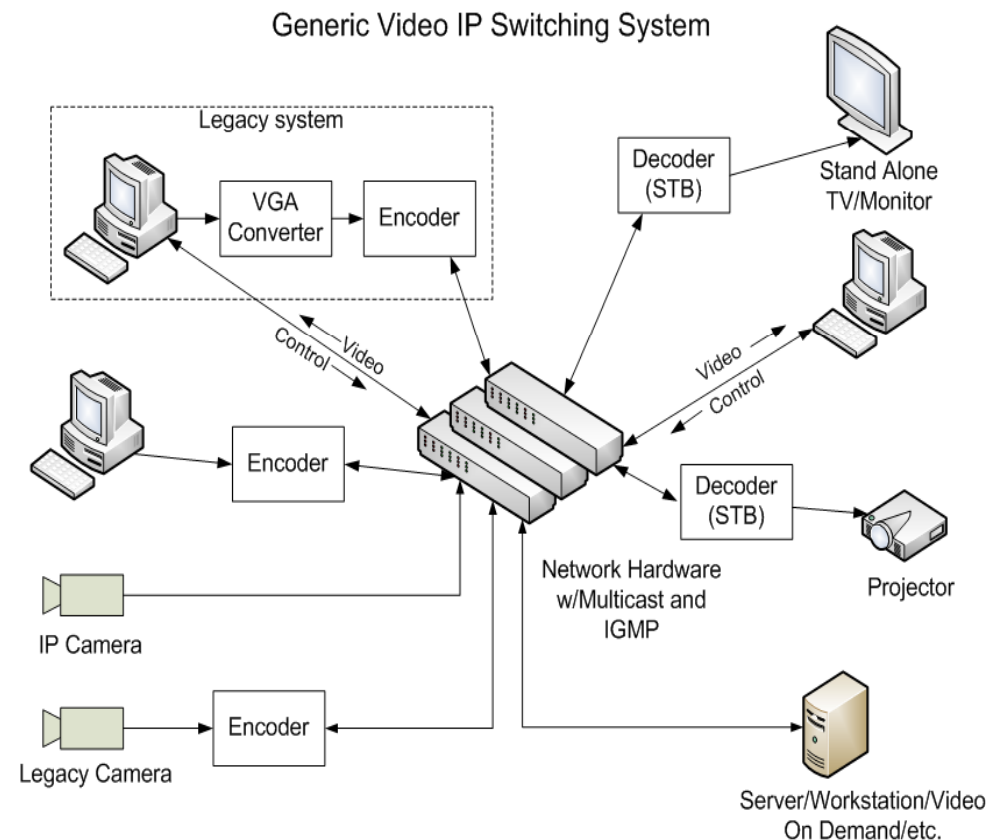 Generic Video IP Switching System
Legacy system
VGA
Converter
Encoder
Decoder
(STB)
Stand Alone
TV/Monitor
Video
Control
Video
Control
Encoder
Decoder
(STB)
Projector
Network Hardware
w/Multicast and
IGMP
IP Camera
Encoder
Legacy Camera
Server/Workstation/Video
On Demand/etc.